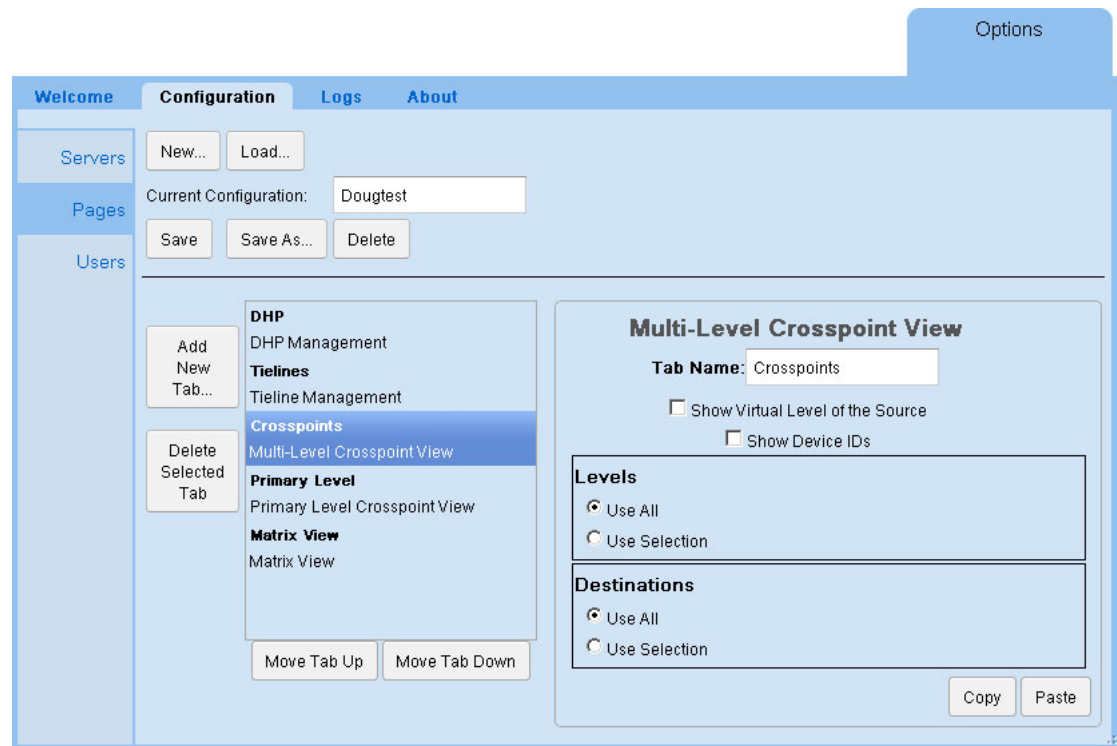 Options
Welcome Configuration Logs About
Servers
Pages
Users
New... Load...
Current Configuration: Dougtest
Save Save As... Delete
Add
New
Tab...
Delete
Selected
Tab
DHP
DHP Management
Tielines
Tieline Management
Crosspoints
Multi-Level Crosspoint View
Primary Level
Primary Level Crosspoint View
Matrix View
Matrix View
Move Tab Up Move Tab Down
Multi-Level Crosspoint View
Tab Name: Crosspoints
Show Virtual Level of the Source
Show Device IDs
Levels
Use All
Use Selection
Destinations
Use All
Use Selection
Copy Paste